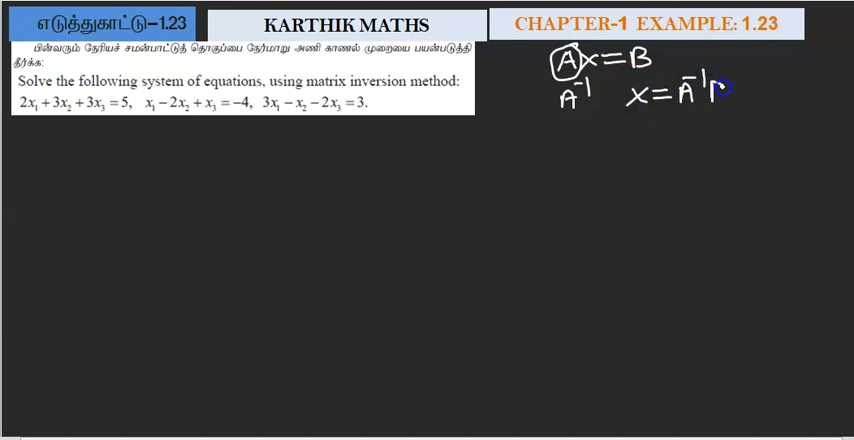 எடுத்துகாட்டு–1.23
KARTHIK MATHS
CHAPTER-1 EXAMPLE: 1.23
பின்வரும் நேரியச் சமன்பாட்டுத் தொகுப்பை நேர்மாறு அணி காணல் முறையை பயன்படுத்தி
தீர்க்க:
Solve the following system of equations, using matrix inversion method:
2x₁ + 3x₂ + 3x₃ = 5, x₁ − 2x₂ + x₃ = −4, 3x₁ − x₂ − 2x₃ = 3.
Ax = B
A⁻¹ x = A⁻¹